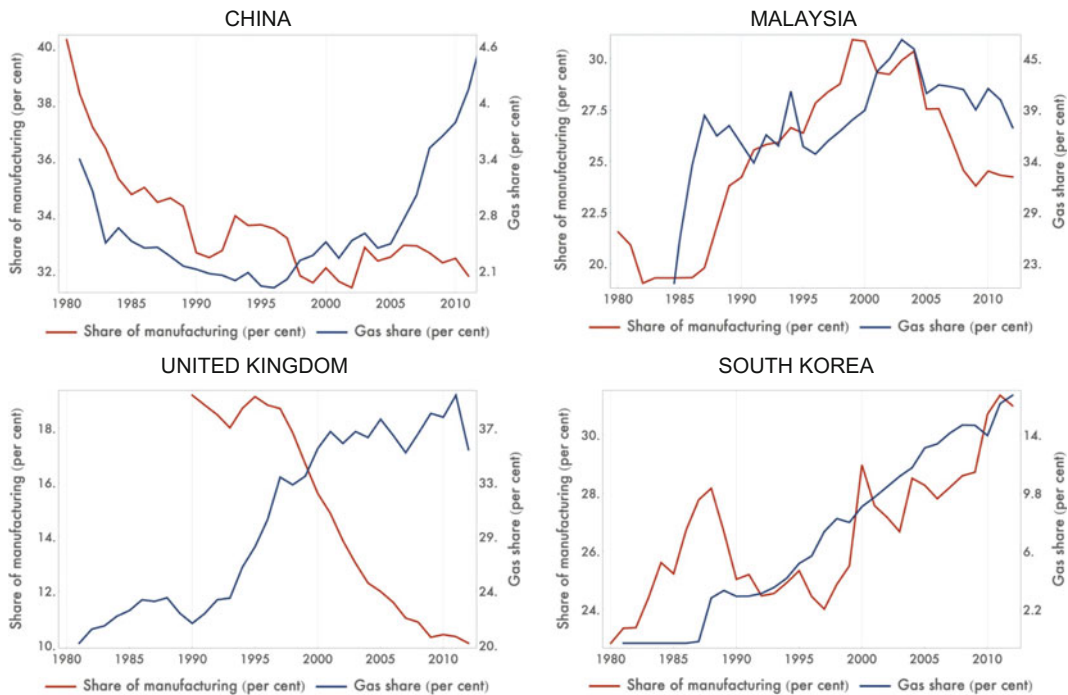 CHINA
Share of manufacturing (per cent)
40.
38.
36.
34.
32.
4.6
4.
3.4
2.8
2.1
Gas share (per cent)
1980 1985 1990 1995 2000 2005 2010
Share of manufacturing (per cent) Gas share (per cent)
MALAYSIA
Share of manufacturing (per cent)
30.
27.5
25.
22.5
20.
45.
39.
34.
29.
23.
Gas share (per cent)
1980 1985 1990 1995 2000 2005 2010
Share of manufacturing (per cent) Gas share (per cent)
UNITED KINGDOM
Share of manufacturing (per cent)
18.
16.
14.
12.
10.
37.
33.
29.
24.
20.
Gas share (per cent)
1980 1985 1990 1995 2000 2005 2010
Share of manufacturing (per cent) Gas share (per cent)
SOUTH KOREA
Share of manufacturing (per cent)
30.
28.
26.
24.
14.
9.8
6.
2.2
Gas share (per cent)
1980 1985 1990 1995 2000 2005 2010
Share of manufacturing (per cent) Gas share (per cent)